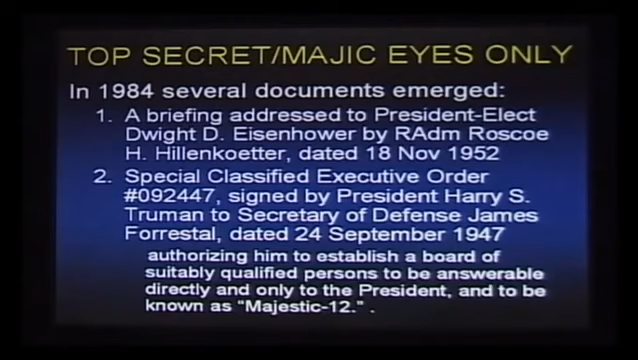 TOP SECRET/MAJIC EYES ONLY
In 1984 several documents emerged:
1. A briefing addressed to President-Elect
Dwight D. Eisenhower by RAdm Roscoe
H. Hillenkoetter, dated 18 Nov 1952
2. Special Classified Executive Order
#092447, signed by President Harry S.
Truman to Secretary of Defense James
Forrestal, dated 24 September 1947
authorizing him to establish a board of
suitably qualified persons to be answerable
directly and only to the President, and to be
known as "Majestic-12." .